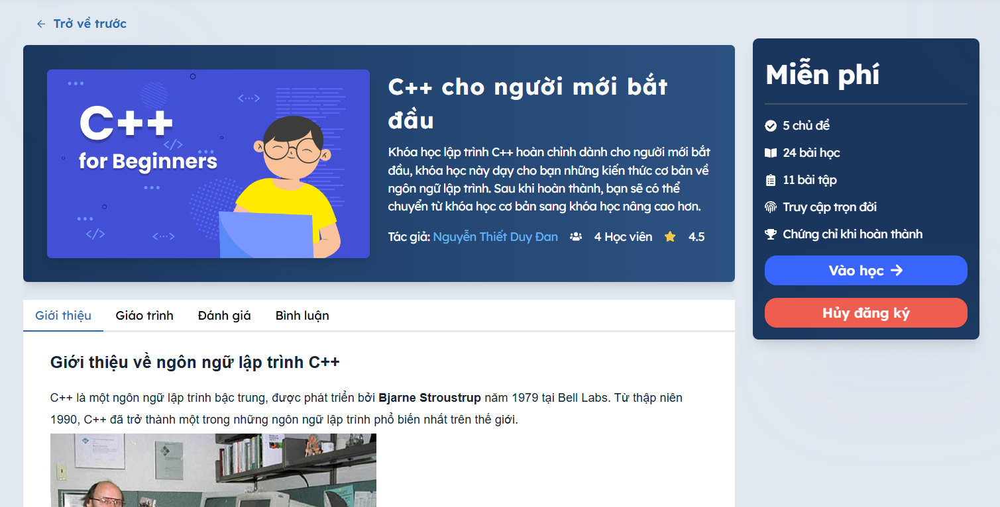 Trở về trước
C++
for Beginners
C++ cho người mới bắt
đầu
Khóa học lập trình C++ hoàn chỉnh dành cho người mới bắt
đầu, khóa học này dạy cho bạn những kiến thức cơ bản về
ngôn ngữ lập trình. Sau khi hoàn thành, bạn sẽ có thể
chuyển từ khóa học cơ bản sang khóa học nâng cao hơn.
Tác giả: Nguyễn Thiết Duy Đan 4 Học viên 4.5
Miễn phí
5 chủ đề
24 bài học
11 bài tập
Truy cập trọn đời
Chứng chỉ khi hoàn thành
Vào học
Hủy đăng ký
Giới thiệu Giáo trình Đánh giá Bình luận
Giới thiệu về ngôn ngữ lập trình C++
C++ là một ngôn ngữ lập trình bậc trung, được phát triển bởi Bjarne Stroustrup năm 1979 tại Bell Labs. Từ thập niên
1990, C++ đã trở thành một trong những ngôn ngữ lập trình phổ biến nhất trên thế giới.